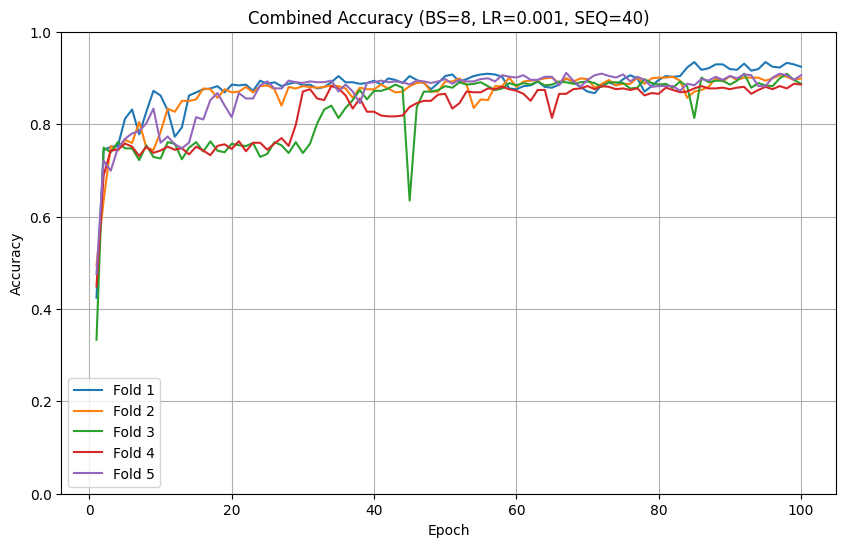 Combined Accuracy (BS=8, LR=0.001, SEQ=40)
1.0
0.8
0.6
0.4
0.2
0.0
Accuracy
Fold 1
Fold 2
Fold 3
Fold 4
Fold 5
0 20 40 60 80 100
Epoch